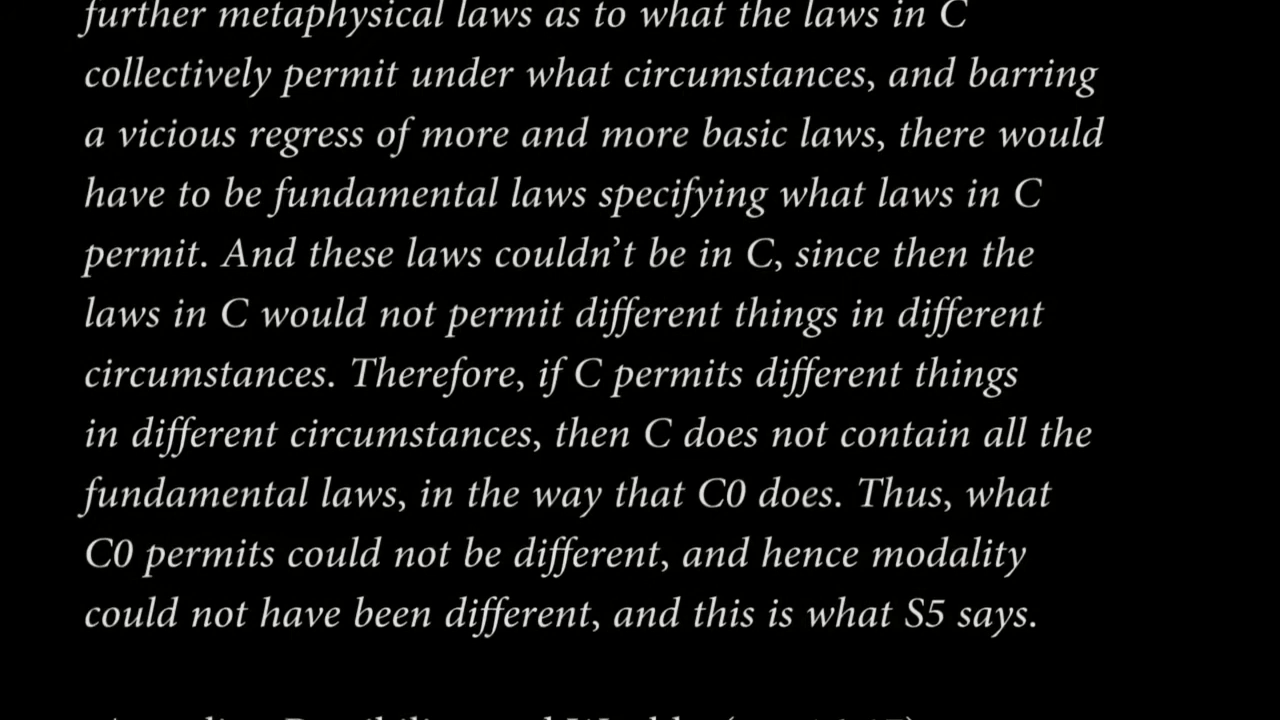 further metaphysical laws as to what the laws in C
collectively permit under what circumstances, and barring
a vicious regress of more and more basic laws, there would
have to be fundamental laws specifying what laws in C
permit. And these laws couldn’t be in C, since then the
laws in C would not permit different things in different
circumstances. Therefore, if C permits different things
in different circumstances, then C does not contain all the
fundamental laws, in the way that C0 does. Thus, what
C0 permits could not be different, and hence modality
could not have been different, and this is what S5 says.